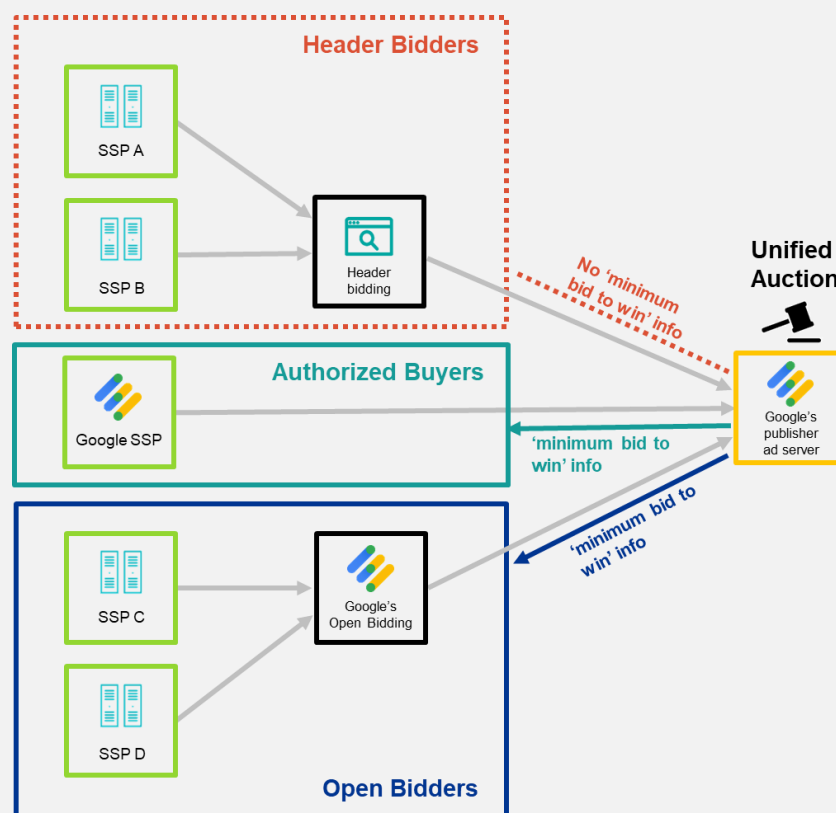 Header Bidders
SSP A
SSP B
Header
bidding
No ‘minimum
bid to win’ info
Unified
Auction
Authorized Buyers
Google SSP
‘minimum bid to
win’ info
Google’s
publisher
ad server
‘minimum bid to
win’ info
SSP C
Google’s
Open Bidding
SSP D
Open Bidders